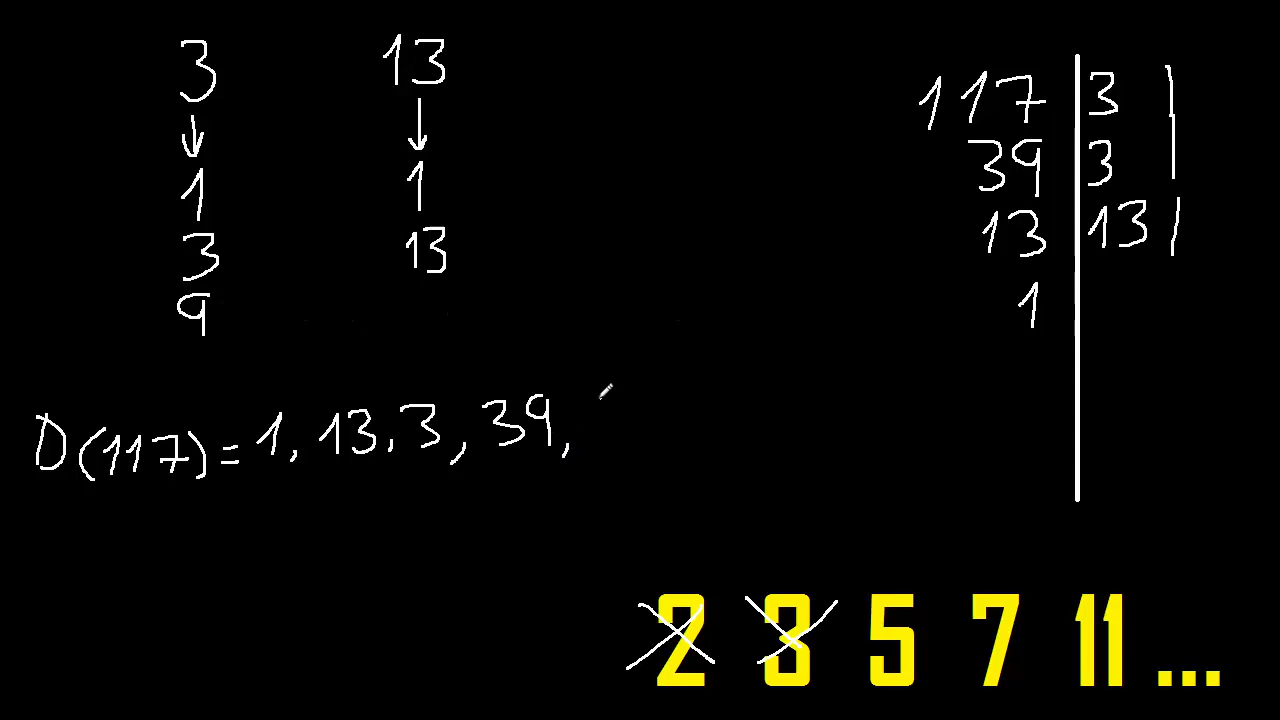 3 13
↓ ↓
1 1
3 13
9
117 | 3
39 | 3
13 | 13
1 |
D(117)=1, 13, 3, 39,
2 3 5 7 11...